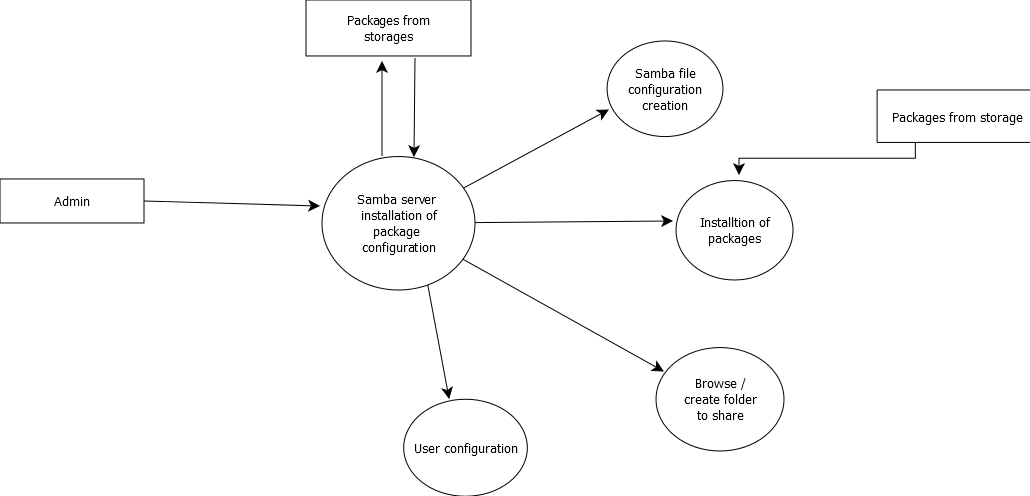 Packages from
storages
Samba file
configuration
creation
Packages from storage
Admin
Samba server
installation of
package
configuration
Installtion of
packages
Browse /
create folder
to share
User configuration